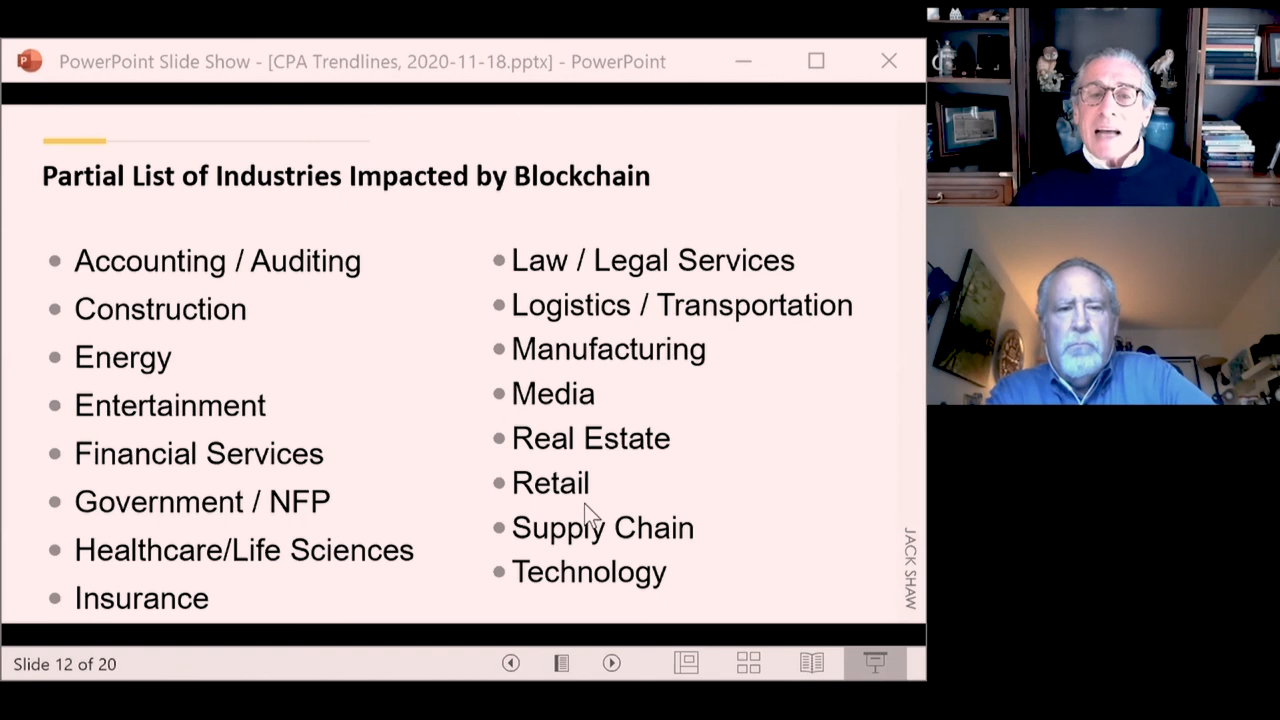 PowerPoint Slide Show - [CPA Trendlines, 2020-11-18.pptx] - PowerPoint
Partial List of Industries Impacted by Blockchain
Accounting / Auditing
Construction
Energy
Entertainment
Financial Services
Government / NFP
Healthcare/Life Sciences
Insurance
Law / Legal Services
Logistics / Transportation
Manufacturing
Media
Real Estate
Retail
Supply Chain
Technology
JACK SHAW
Slide 12 of 20